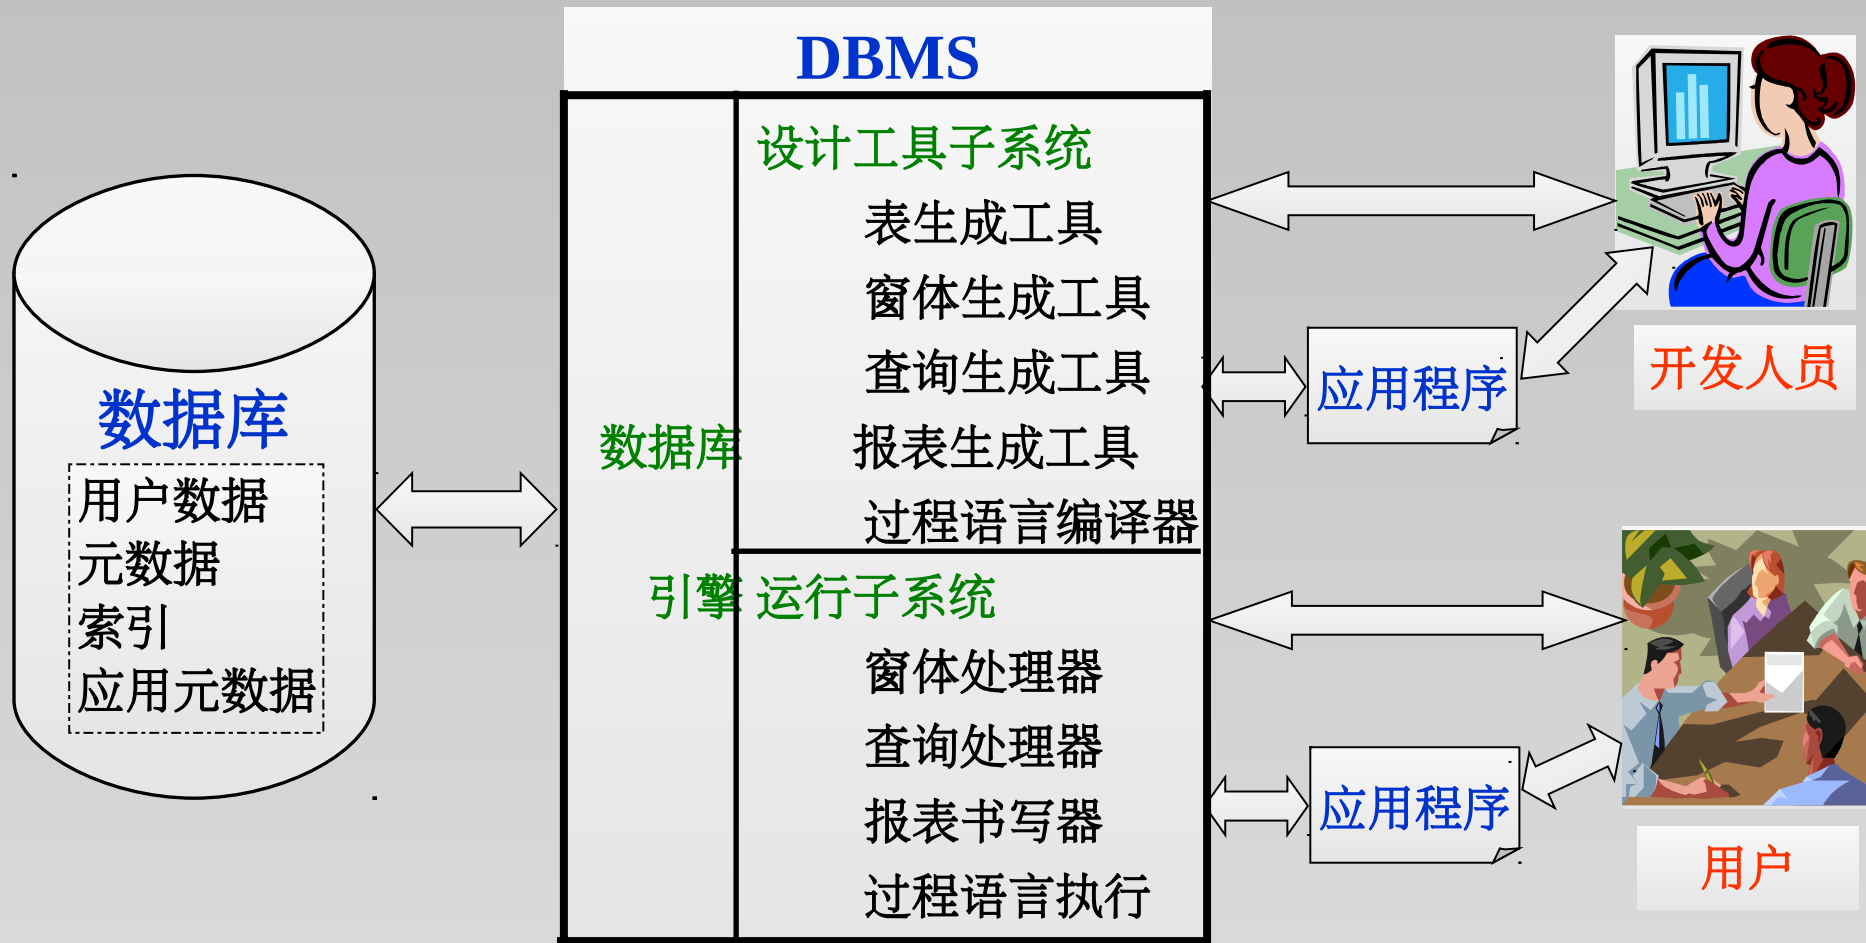 DBMS
设计工具子系统
表生成工具
窗体生成工具
查询生成工具
数据库 报表生成工具
过程语言编译器
引擎 运行子系统
窗体处理器
查询处理器
报表书写器
过程语言执行
数据库
用户数据
元数据
索引
应用元数据
应用程序
开发人员
应用程序
用户